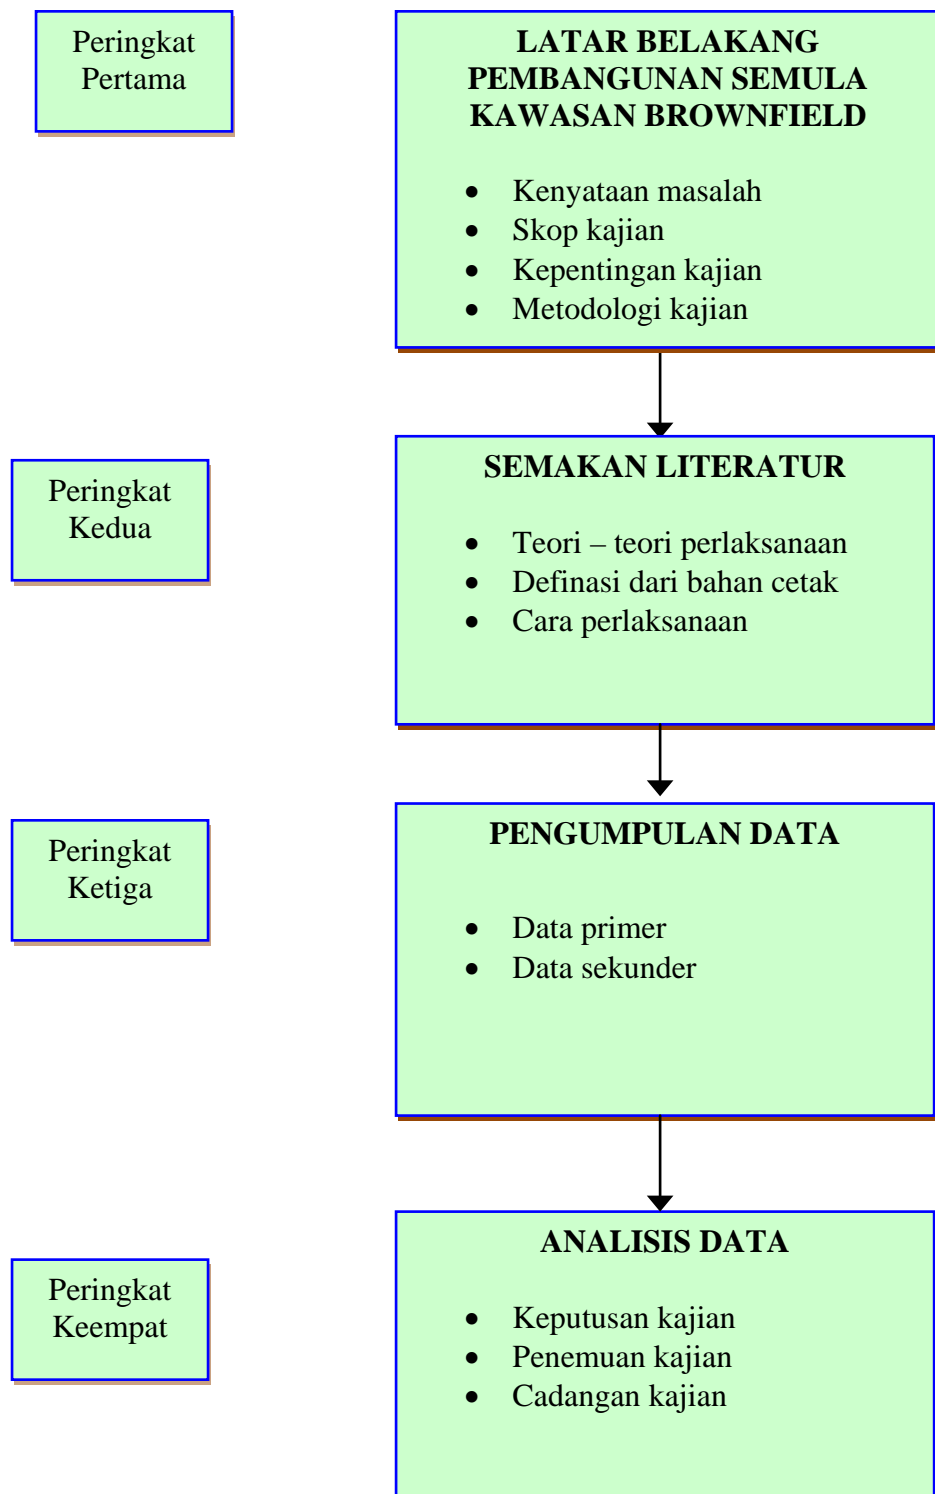 Peringkat
Pertama
LATAR BELAKANG
PEMBANGUNAN SEMULA
KAWASAN BROWNFIELD
• Kenyataan masalah
• Skop kajian
• Kepentingan kajian
• Metodologi kajian
Peringkat
Kedua
SEMAKAN LITERATUR
• Teori – teori perlaksanaan
• Definasi dari bahan cetak
• Cara perlaksanaan
Peringkat
Ketiga
PENGUMPULAN DATA
• Data primer
• Data sekunder
Peringkat
Keempat
ANALISIS DATA
• Keputusan kajian
• Penemuan kajian
• Cadangan kajian